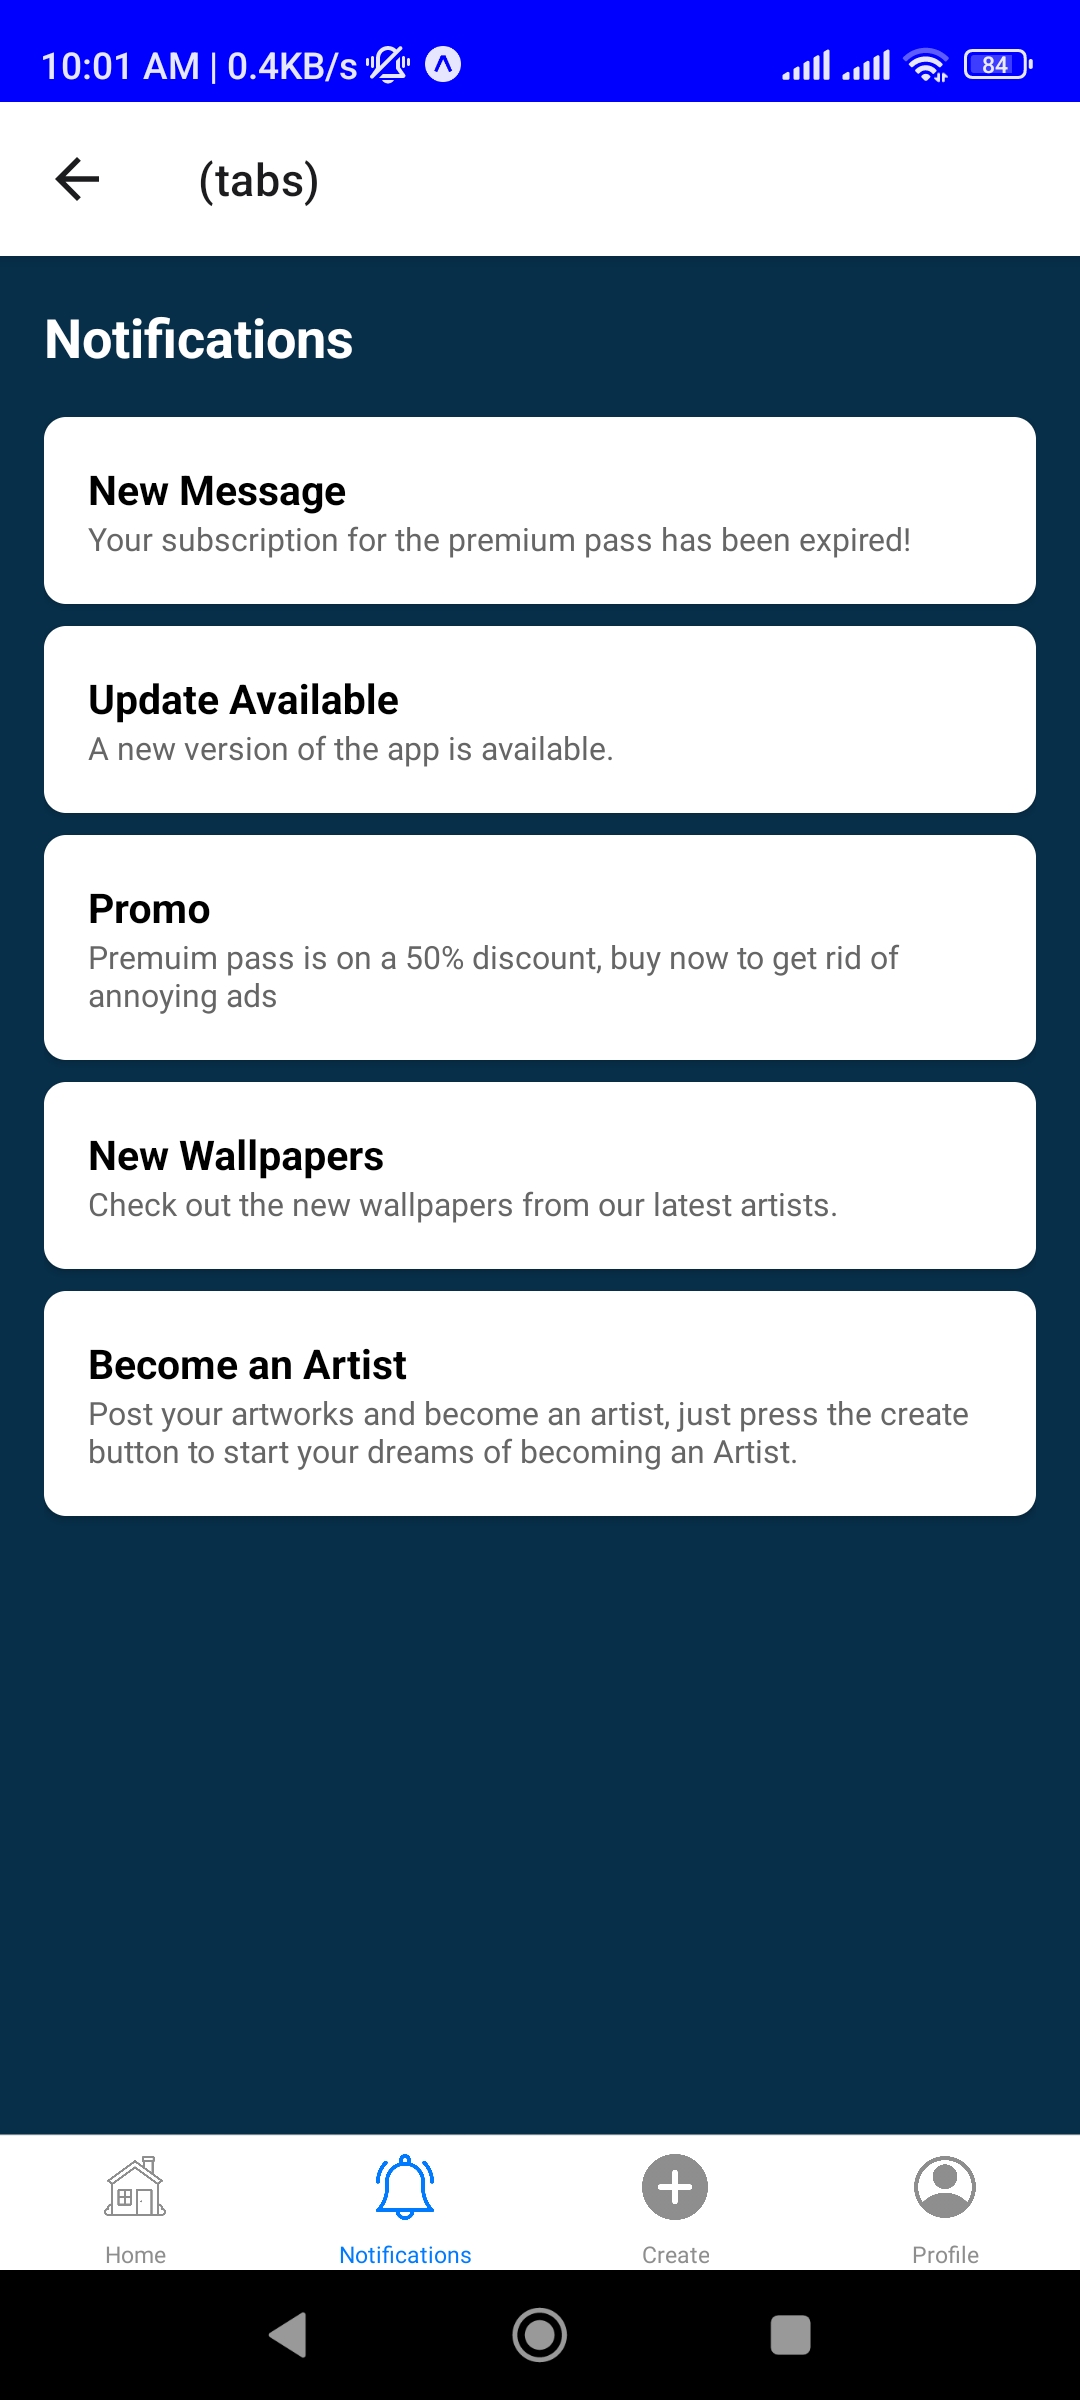 10:01 AM | 0.4KB/s 84
(tabs)
Notifications
New Message
Your subscription for the premium pass has been expired!
Update Available
A new version of the app is available.
Promo
Premuim pass is on a 50% discount, buy now to get rid of
annoying ads
New Wallpapers
Check out the new wallpapers from our latest artists.
Become an Artist
Post your artworks and become an artist, just press the create
button to start your dreams of becoming an Artist.
Home Notifications Create Profile